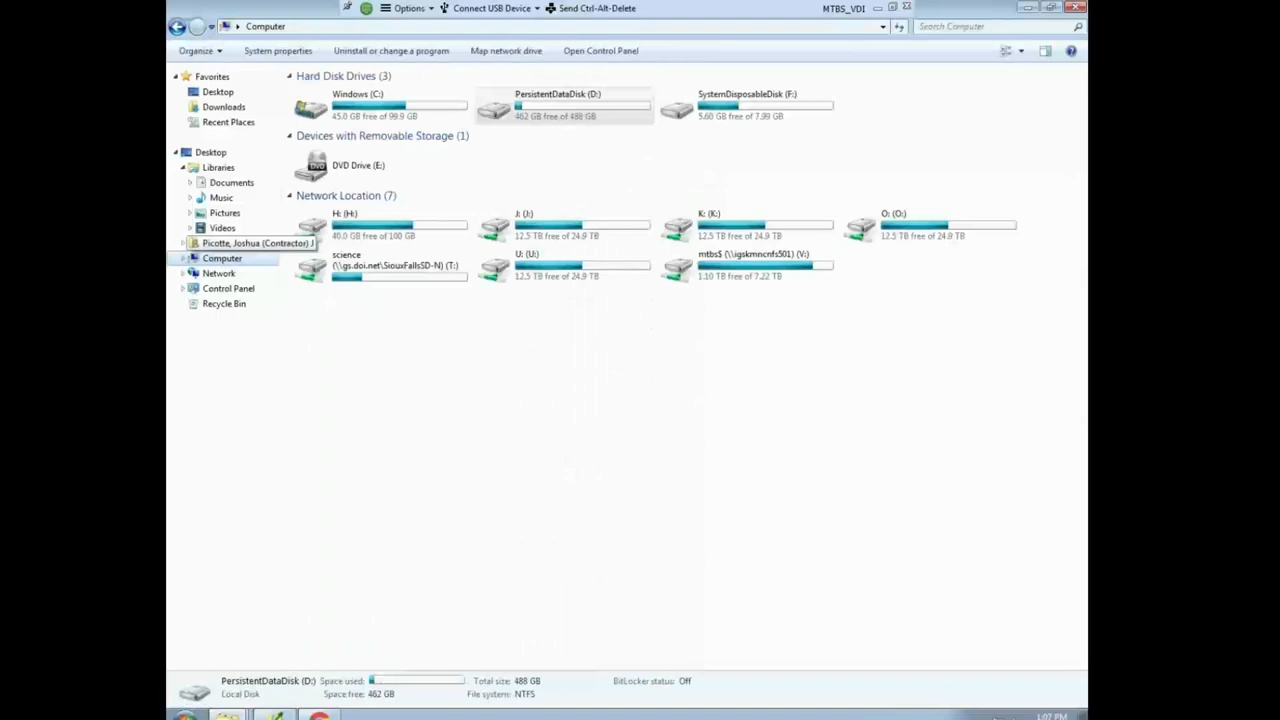 Options
Connect USB Device
Send Ctrl-Alt-Delete
MTBS_VDI
Computer
Search Computer
Organize
System properties
Uninstall or change a program
Map network drive
Open Control Panel
Favorites
Desktop
Downloads
Recent Places
Desktop
Libraries
Documents
Music
Pictures
Videos
Picotte, Joshua (Contractor) J
Computer
Network
Control Panel
Recycle Bin
Hard Disk Drives (3)
Windows (C:)
45.0 GB free of 99.9 GB
PersistentDataDisk (D:)
462 GB free of 488 GB
SystemDisposableDisk (F:)
5.60 GB free of 7.99 GB
Devices with Removable Storage (1)
DVD Drive (E:)
Network Location (7)
H: (H:)
40.0 GB free of 100 GB
J: (J:)
12.5 TB free of 24.9 TB
K: (K:)
12.5 TB free of 24.9 TB
O: (O:)
12.5 TB free of 24.9 TB
science
(\\gs.doi.net\SiouxFallsSD-N) (T:)
U: (U:)
12.5 TB free of 24.9 TB
mtbs$ (\\igskmncnfs501) (V:)
1.10 TB free of 7.22 TB
PersistentDataDisk (D:) Space used: Total size: 488 GB BitLocker status: Off
Local Disk Space free: 462 GB File system: NTFS
1:07 PM